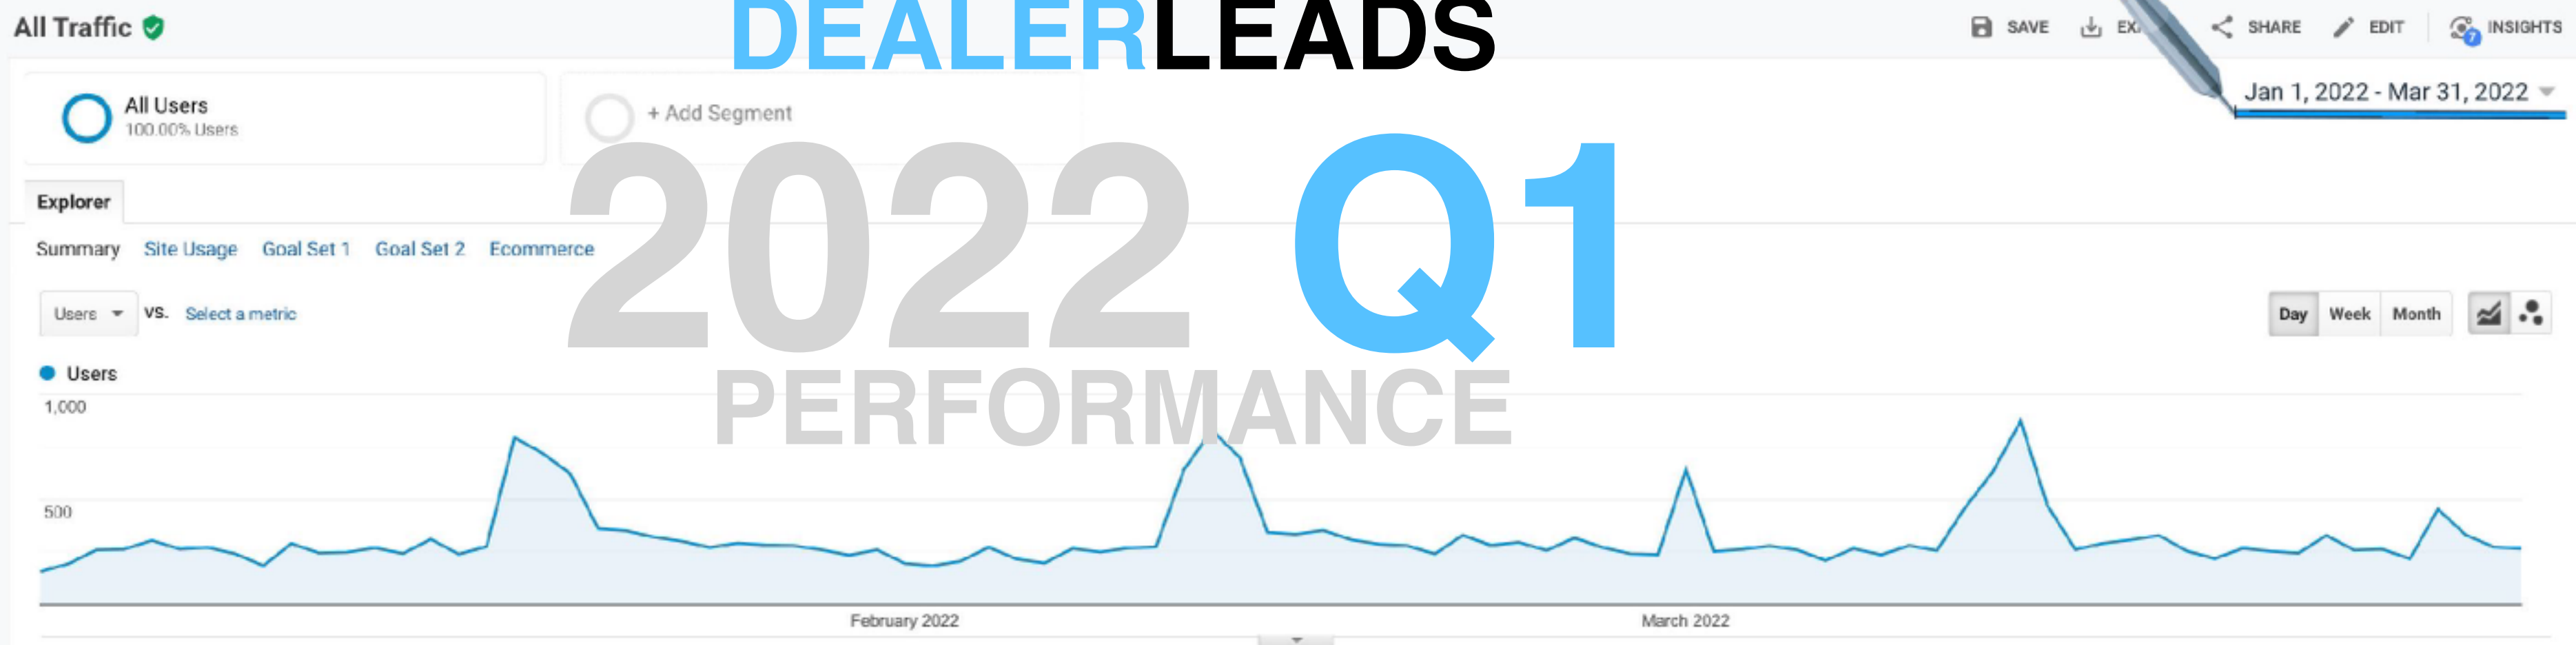 All Traffic
DEALERLEADS
SAVE
SHARE
EDIT
7
INSIGHTS
All Users
100.00% Users
+ Add Segment
Jan 1, 2022 - Mar 31, 2022
2022 Q1
PERFORMANCE
Explorer
Summary Site Usage Goal Set 1 Goal Set 2 Ecommerce
Users VS. Select a metric
Day Week Month
Users
1,000
500
February 2022
March 2022